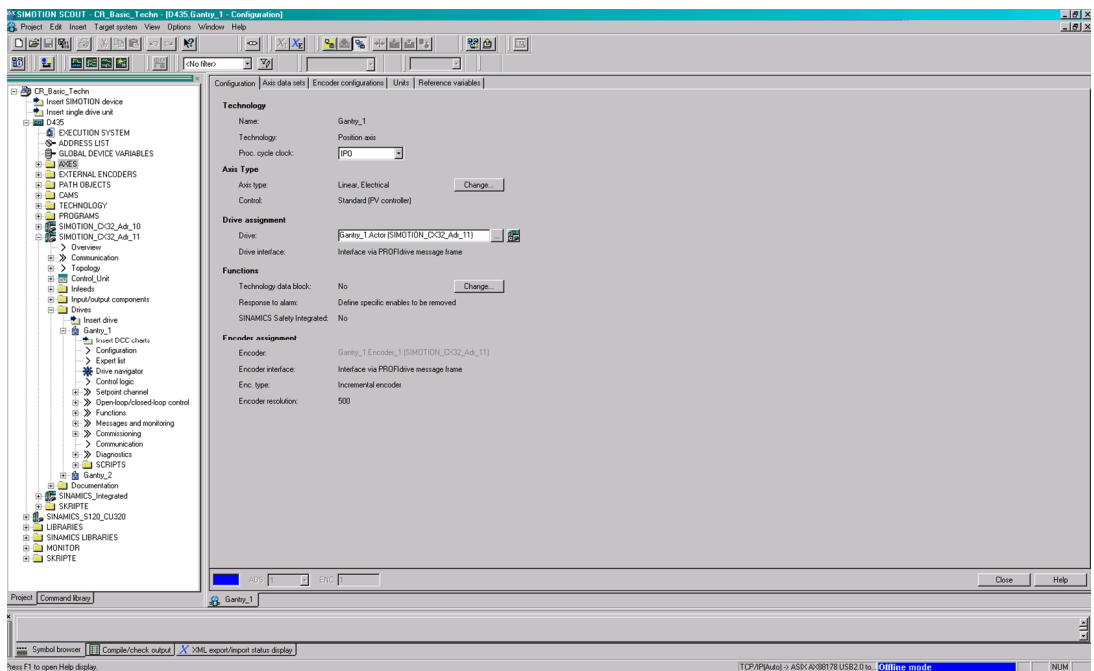 SIMOTION SCOUT - CR_Basic_Techn - [D435.Gantry_1 - Configuration]
Project Edit Insert Target system View Options Window Help
<No filter>
CR_Basic_Techn
Insert SIMOTION device
Insert single drive unit
D435
EXECUTION SYSTEM
ADDRESS LIST
GLOBAL DEVICE VARIABLES
AXES
EXTERNAL ENCODERS
PATH OBJECTS
CAMS
TECHNOLOGY
PROGRAMS
SIMOTION_CX32_Adr_10
SIMOTION_CX32_Adr_11
Overview
Communication
Topology
Control_Unit
Infeeds
Input/output components
Drives
Insert drive
Gantry_1
Insert DCC charts
Configuration
Expert list
Drive navigator
Control logic
Setpoint channel
Open-loop/closed-loop control
Functions
Messages and monitoring
Commissioning
Communication
Diagnostics
SCRIPTS
Gantry_2
Documentation
SINAMICS_Integrated
SKRIPTE
SINAMICS_S120_CU320
LIBRARIES
SINAMICS LIBRARIES
MONITOR
SKRIPTE
Project Command library
Configuration Axis data sets Encoder configurations Units Reference variables
Technology
Name: Gantry_1
Technology: Position axis
Proc. cycle clock: IPO
Axis Type
Axis type: Linear, Electrical Change...
Control: Standard (PV controller)
Drive assignment
Drive: Gantry_1.Actor (SIMOTION_CX32_Adr_11) ...
Drive interface: Interface via PROFIdrive message frame
Functions
Technology data block: No Change...
Response to alarm: Define specific enables to be removed
SINAMICS Safety Integrated: No
Encoder assignment
Encoder: Gantry_1.Encoder_1 (SIMOTION_CX32_Adr_11)
Encoder interface: Interface via PROFIdrive message frame
Enc. type: Incremental encoder
Encoder resolution: 500
ADS: 1 ENC: 1 Close Help
Gantry_1
Symbol browser Compile/check output XML export/import status display
Press F1 to open Help display. TCP/IP(Auto) -> ASIX AX88178 USB2.0 to... Offline mode NUM